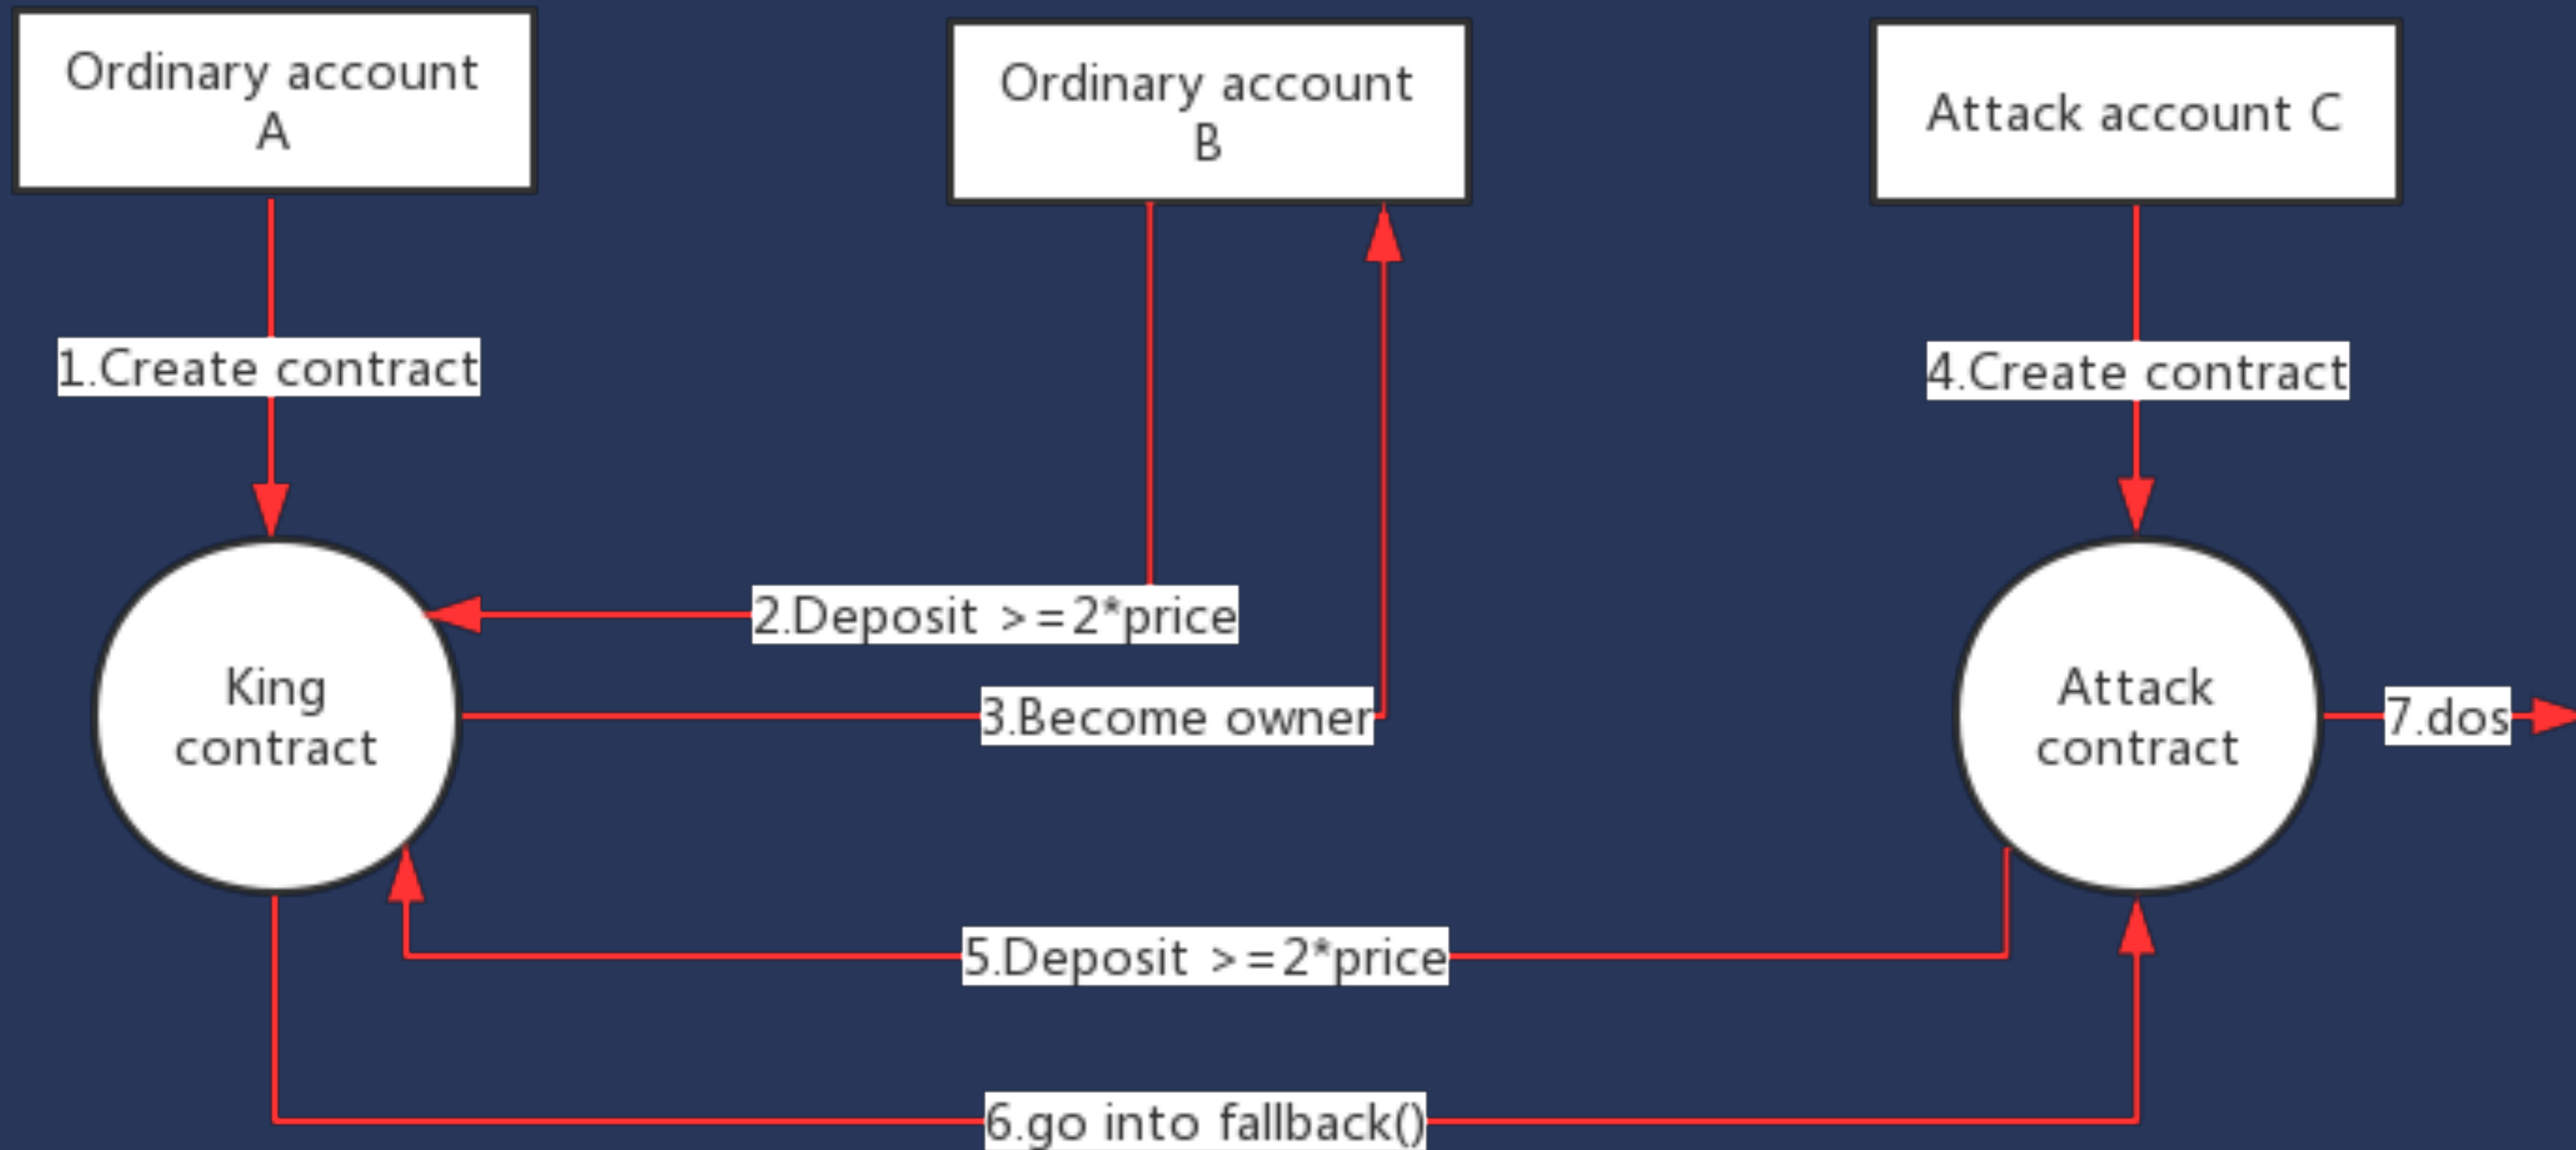 Ordinary account
A
Ordinary account
B
Attack account C
1.Create contract
4.Create contract
2.Deposit >=2*price
King
contract
3.Become owner
Attack
contract
7.dos
5.Deposit >=2*price
6.go into fallback()